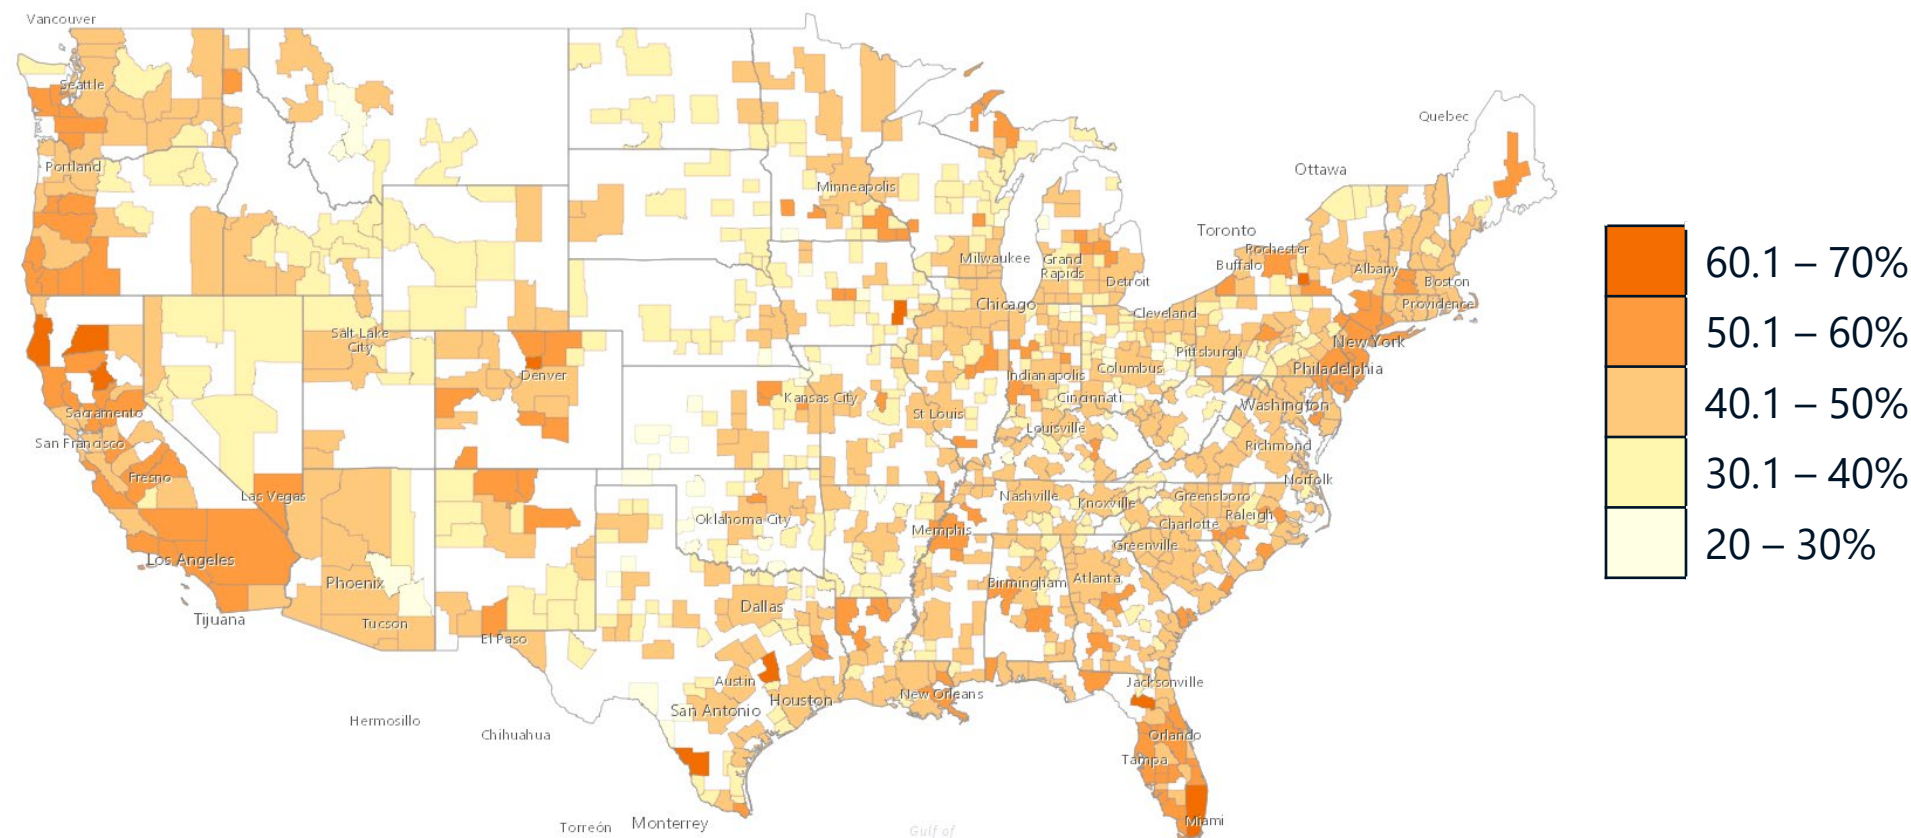 Vancouver
Seattle
Quebec
Portland
Ottawa
Minneapolis
Toronto
Rochester
Milwaukee
Grand
Rapids
Buffalo
Albany
Detroit
Boston
Chicago
Cleveland
Providence
Salt Lake
City
New York
Pittsburgh
Denver
Indianapolis
Columbus
Philadelphia
Kansas City
Cincinnati
Washington
Sacramento
St Louis
San Francisco
Louisville
Richmond
Fresno
Las Vegas
Nashville
Knoxville
Greensboro
Norfolk
Oklahoma City
Memphis
Charlotte
Raleigh
Greenville
Los Angeles
Phoenix
Birmingham
Atlanta
Dallas
Tijuana
Tucson
El Paso
Austin
Jacksonville
Houston
New Orleans
San Antonio
Hermosillo
Chihuahua
Orlando
Tampa
Torreón
Monterrey
Miami
Gulf of
60.1 – 70%
50.1 – 60%
40.1 – 50%
30.1 – 40%
20 – 30%